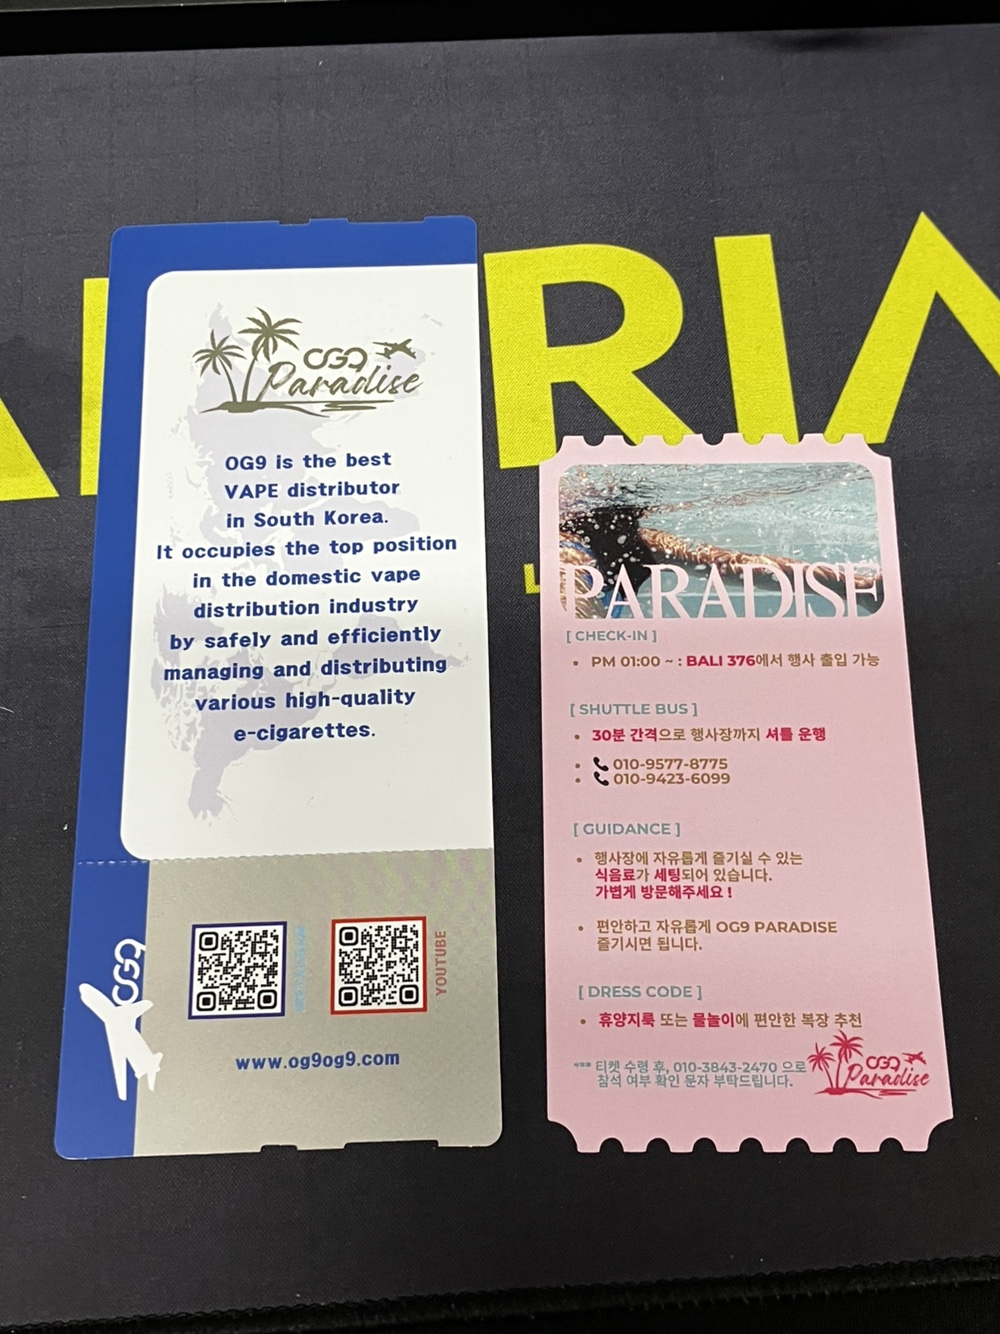 OG9
Paradise
OG9 is the best
VAPE distributor
in South Korea.
It occupies the top position
in the domestic vape
distribution industry
by safely and efficiently
managing and distributing
various high-quality
e-cigarettes.
YOUTUBE
OG9
www.og9og9.com
PARADISE
[ CHECK-IN ]
• PM 01:00 ~ : BALI 376에서 행사 출입 가능
[ SHUTTLE BUS ]
• 30분 간격으로 행사장까지 셔틀 운행
• 010-9577-8775
• 010-9423-6099
[ GUIDANCE ]
• 행사장에 자유롭게 즐기실 수 있는
식음료가 세팅되어 있습니다.
가볍게 방문해주세요 !
• 편안하고 자유롭게 OG9 PARADISE
즐기시면 됩니다.
[ DRESS CODE ]
• 휴양지룩 또는 물놀이에 편안한 복장 추천
*** 티켓 수령 후, 010-3843-2470 으로
참석 여부 확인 문자 부탁드립니다.
OG9
Paradise